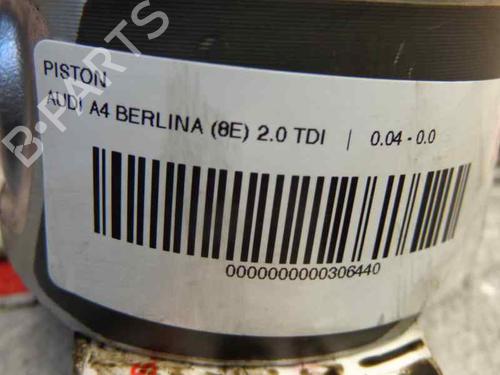 PISTON
AUDI A4 BERLINA (8E) 2.0 TDI | 0.04 - 0.0
0000000000306440
B-PARTS